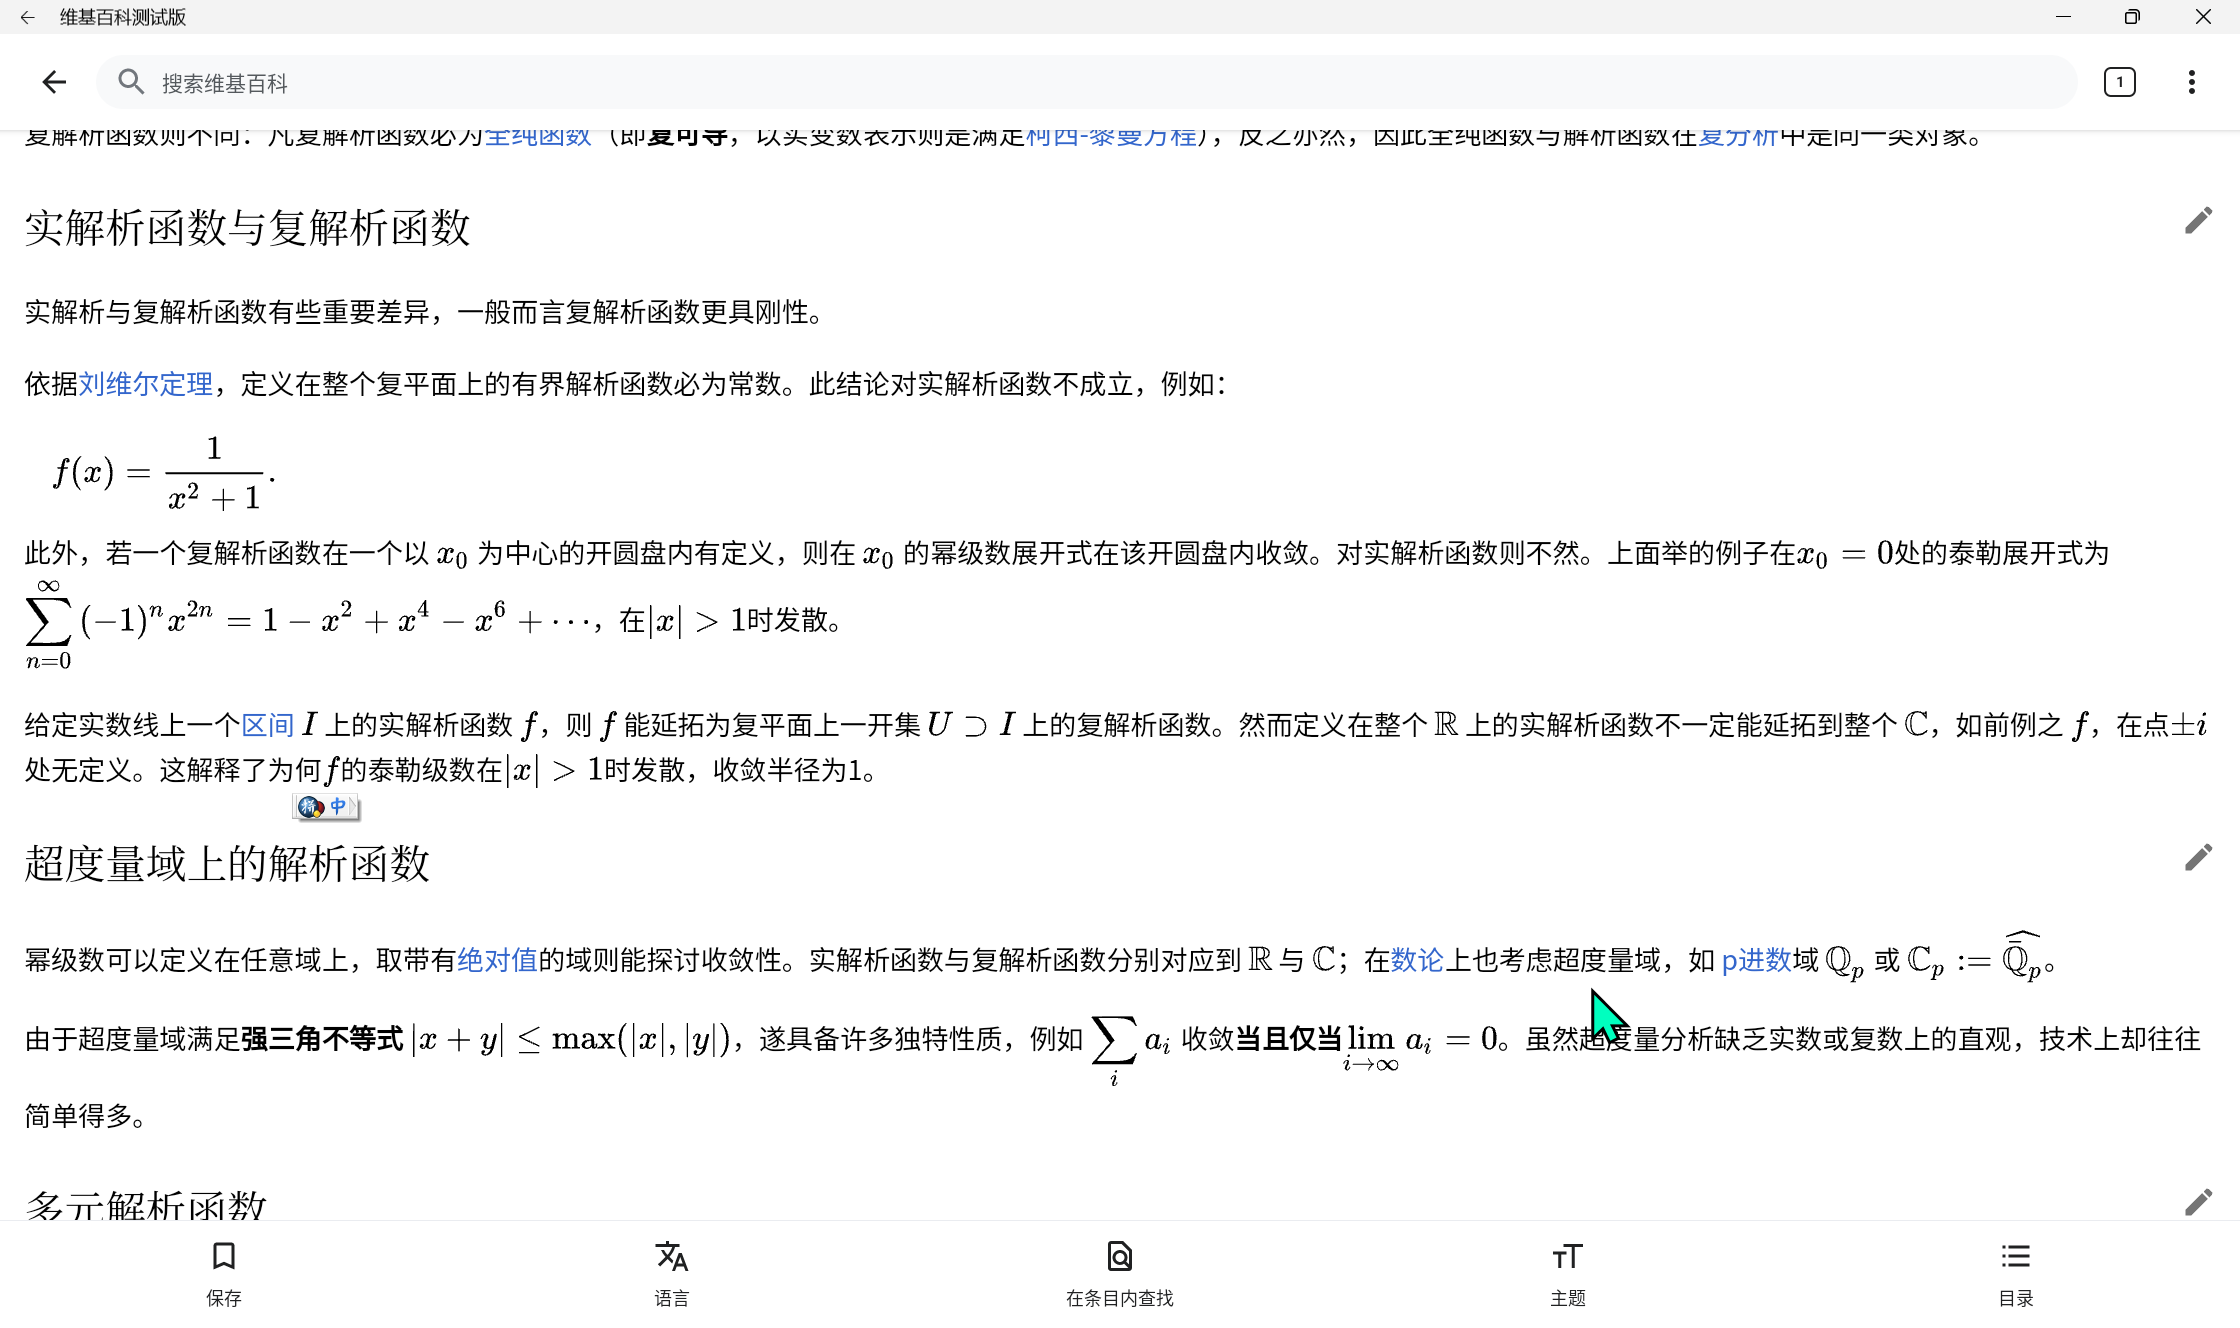 维基百科测试版
搜索维基百科
1
复解析函数则不同：凡复解析函数必为全纯函数（即复可导，以实变数表示则是满足柯西-黎曼方程），反之亦然，因此全纯函数与解析函数在复分析中是同一类对象。
实解析函数与复解析函数
实解析与复解析函数有些重要差异，一般而言复解析函数更具刚性。
依据刘维尔定理，定义在整个复平面上的有界解析函数必为常数。此结论对实解析函数不成立，例如：
f(x) = \frac{1}{x^2 + 1}.
此外，若一个复解析函数在一个以 x_0 为中心的开圆盘内有定义，则在 x_0 的幂级数展开式在该开圆盘内收敛。对实解析函数则不然。上面举的例子在x_0 = 0处的泰勒展开式为
\sum_{n=0}^{\infty} (-1)^n x^{2n} = 1 - x^2 + x^4 - x^6 + \cdots，在|x| > 1时发散。
给定实数线上一个区间 I 上的实解析函数 f，则 f 能延拓为复平面上一开集 U ⊃ I 上的复解析函数。然而定义在整个 ℝ 上的实解析函数不一定能延拓到整个 ℂ，如前例之 f，在点±i
处无定义。这解释了为何f的泰勒级数在|x| > 1时发散，收敛半径为1。
拼 中
超度量域上的解析函数
幂级数可以定义在任意域上，取带有绝对值的域则能探讨收敛性。实解析函数与复解析函数分别对应到 ℝ 与 ℂ；在数论上也考虑超度量域，如 p进数域 ℚ_p 或 ℂ_p := \widehat{\bar{ℚ}_p}。
由于超度量域满足强三角不等式 |x + y| ≤ max(|x|, |y|)，遂具备许多独特性质，例如 \sum_i a_i 收敛当且仅当\lim_{i→∞} a_i = 0。虽然超度量分析缺乏实数或复数上的直观，技术上却往往
简单得多。
多元解析函数
保存
语言
在条目内查找
主题
目录